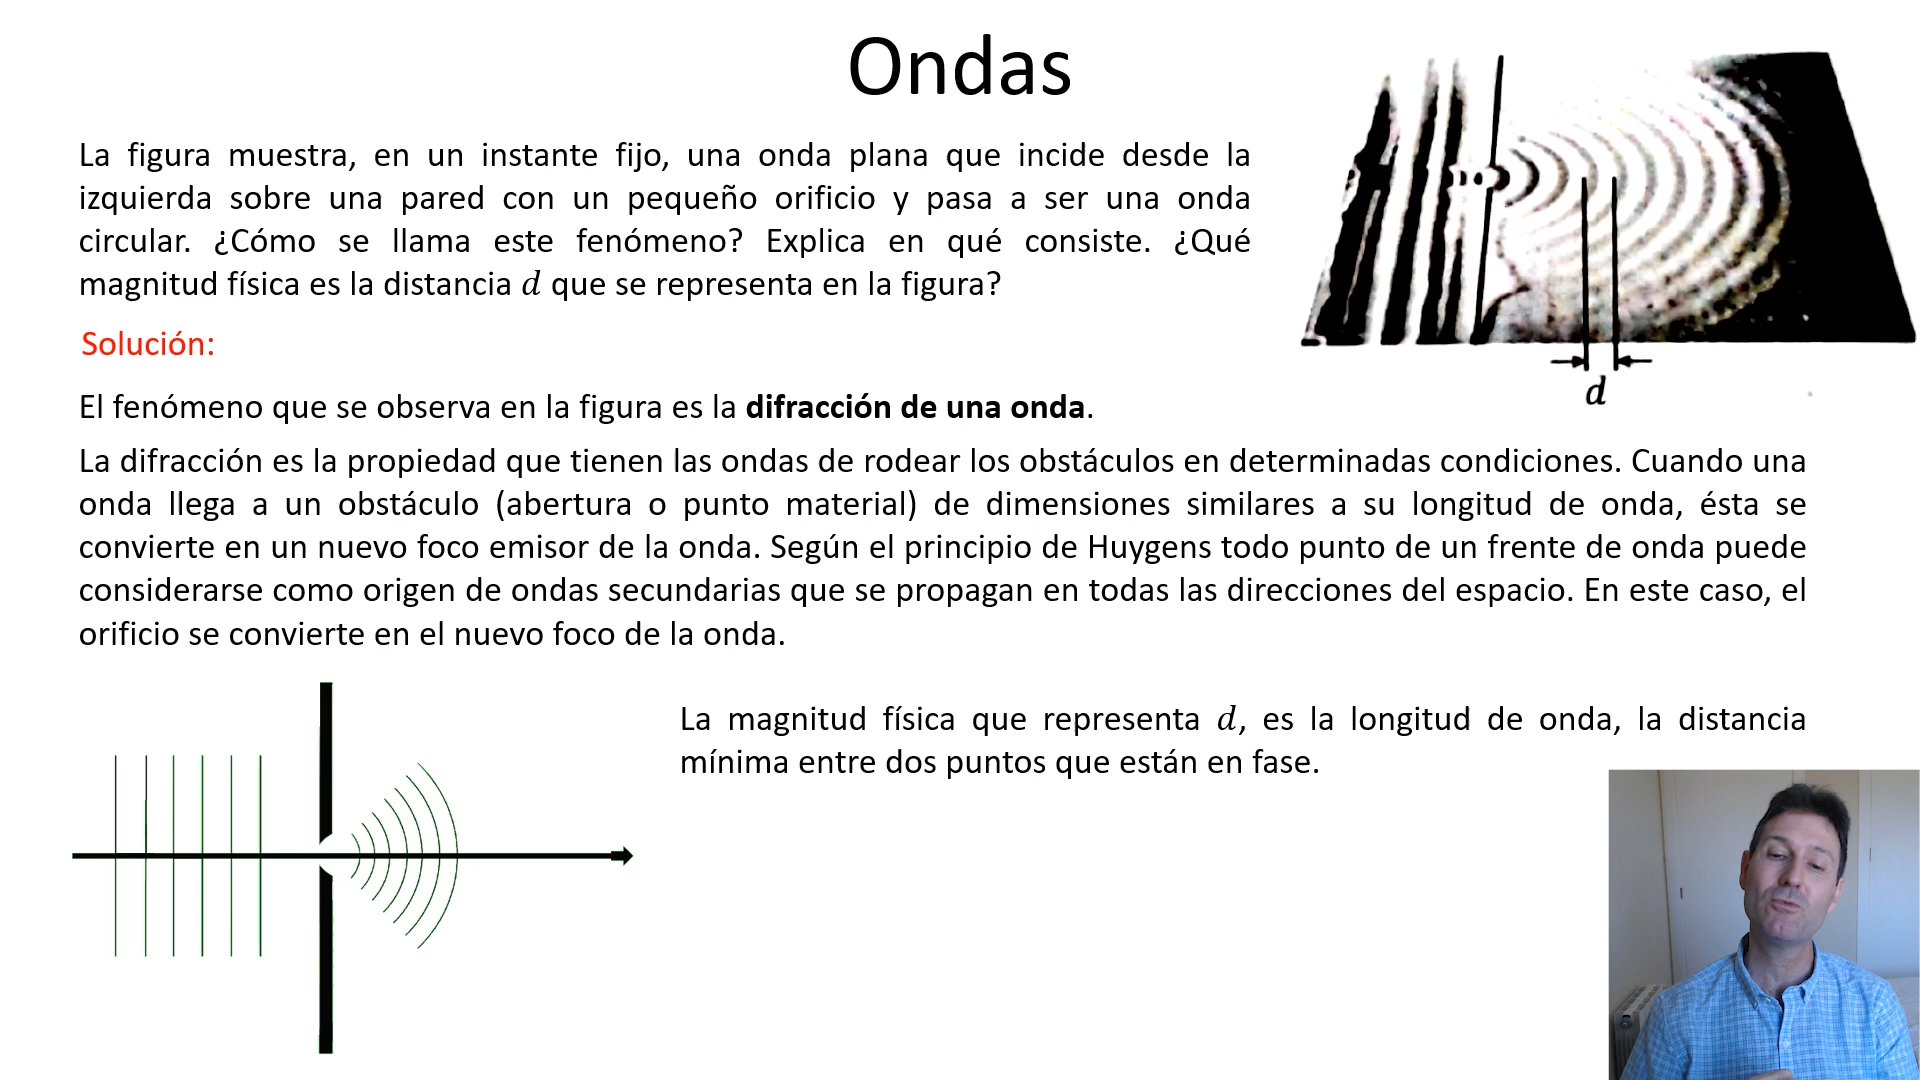 Ondas
La figura muestra, en un instante fijo, una onda plana que incide desde la
izquierda sobre una pared con un pequeño orificio y pasa a ser una onda
circular. ¿Cómo se llama este fenómeno? Explica en qué consiste. ¿Qué
magnitud física es la distancia d que se representa en la figura?
d
Solución:
El fenómeno que se observa en la figura es la difracción de una onda.
La difracción es la propiedad que tienen las ondas de rodear los obstáculos en determinadas condiciones. Cuando una
onda llega a un obstáculo (abertura o punto material) de dimensiones similares a su longitud de onda, ésta se
convierte en un nuevo foco emisor de la onda. Según el principio de Huygens todo punto de un frente de onda puede
considerarse como origen de ondas secundarias que se propagan en todas las direcciones del espacio. En este caso, el
orificio se convierte en el nuevo foco de la onda.
La magnitud física que representa d, es la longitud de onda, la distancia
mínima entre dos puntos que están en fase.